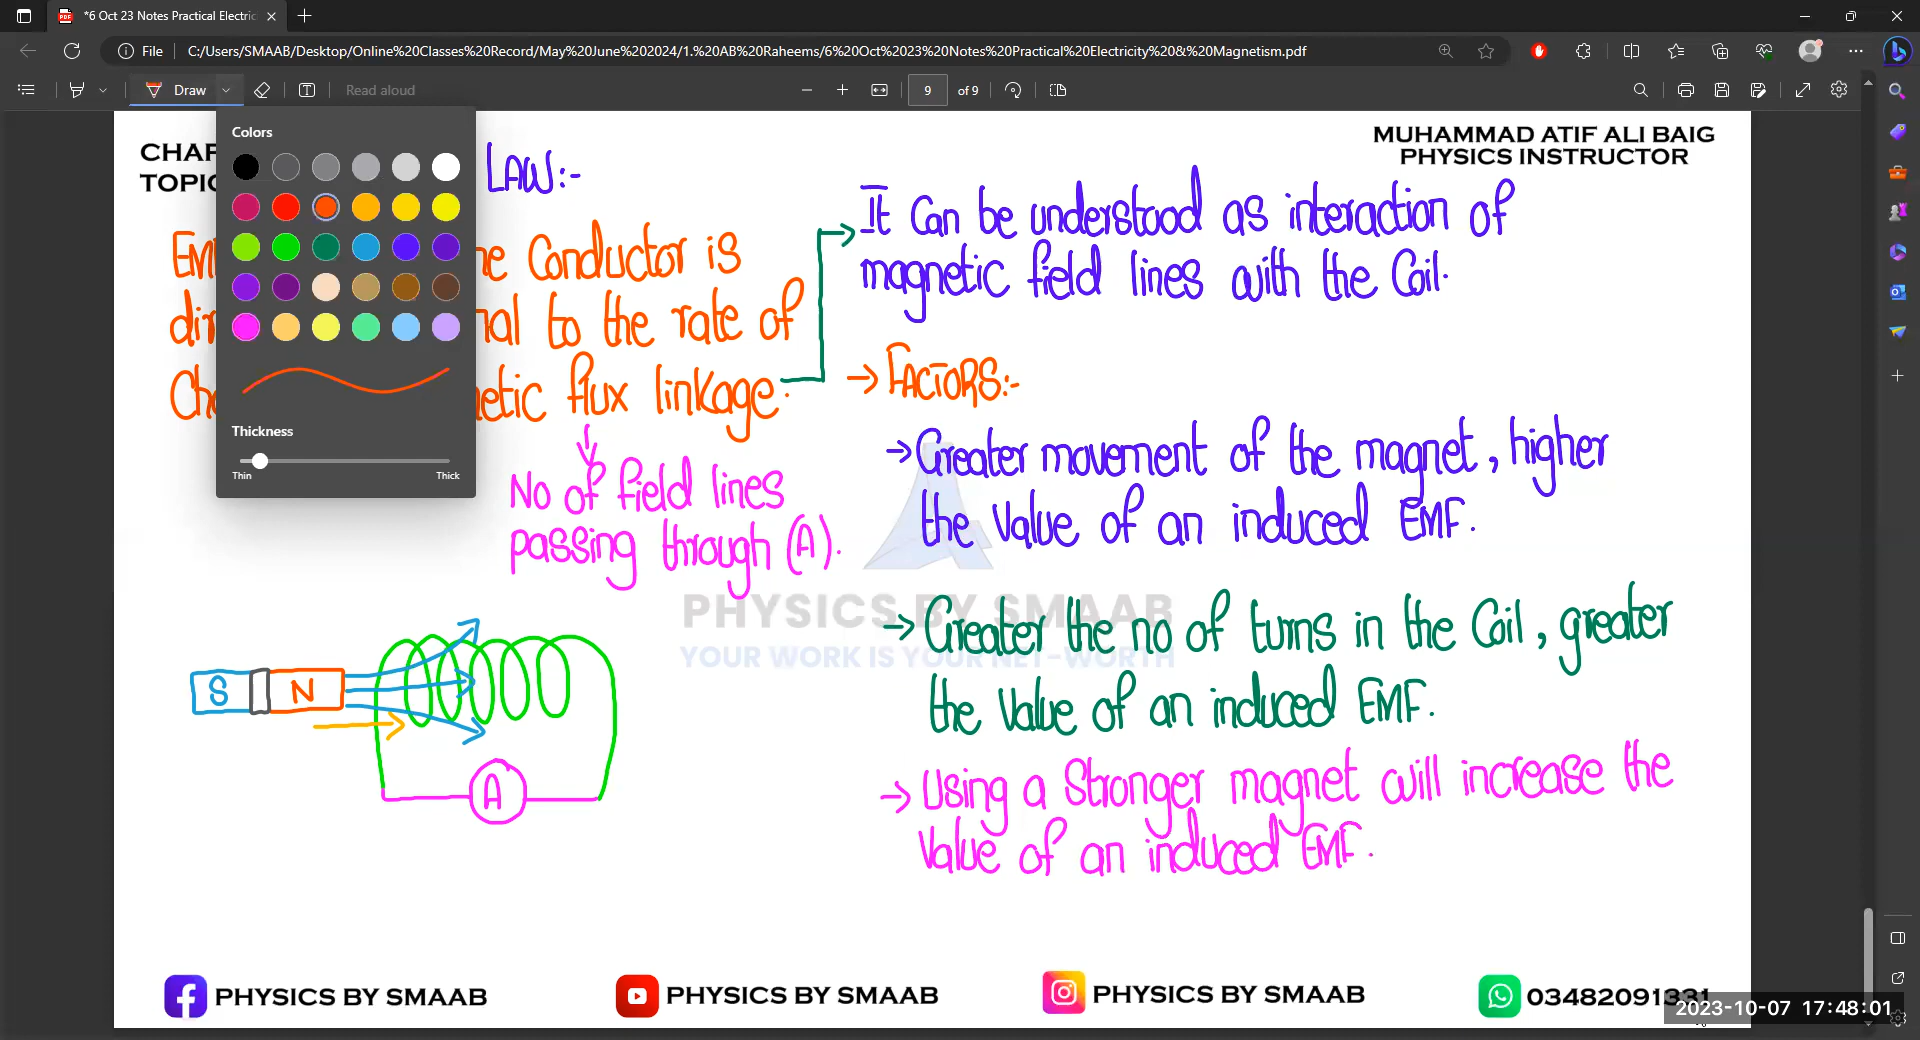 *6 Oct 23 Notes Practical Electric
File
C:/Users/SMAAB/Desktop/Online%20Classes%20Record/May%20June%202024/1.%20AB%20Raheems/6%20Oct%2023%20Notes%20Practical%20Electricity%20&%20Magnetism.pdf
Draw
Read aloud
9 of 9
Colors
Thickness
Thin Thick
CHAP
TOPIC
LAW:-
MUHAMMAD ATIF ALI BAIG
PHYSICS INSTRUCTOR
EM ne Conductor is
dir nal to the rate of
Cha netic flux linkage.
No of field lines
passing through (A).
S N
A
It Can be understood as interaction of
magnetic field lines with the Coil.
→ FACTORS:-
→ Greater movement of the magnet, higher
the Value of an induced EMF.
→ Greater the no of turns in the Coil, greater
the Value of an induced EMF.
→ Using a Stronger magnet will increase the
Value of an induced EMF.
PHYSICS BY SMAAB
YOUR WORK IS YOUR NET-WORTH
PHYSICS BY SMAAB
PHYSICS BY SMAAB
PHYSICS BY SMAAB
03482091331
2023-10-07 17:48:01